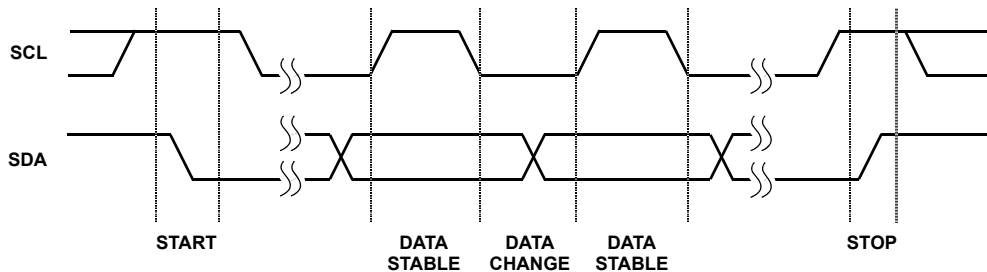 SCL
SDA
START
DATA
STABLE
DATA
CHANGE
DATA
STABLE
STOP